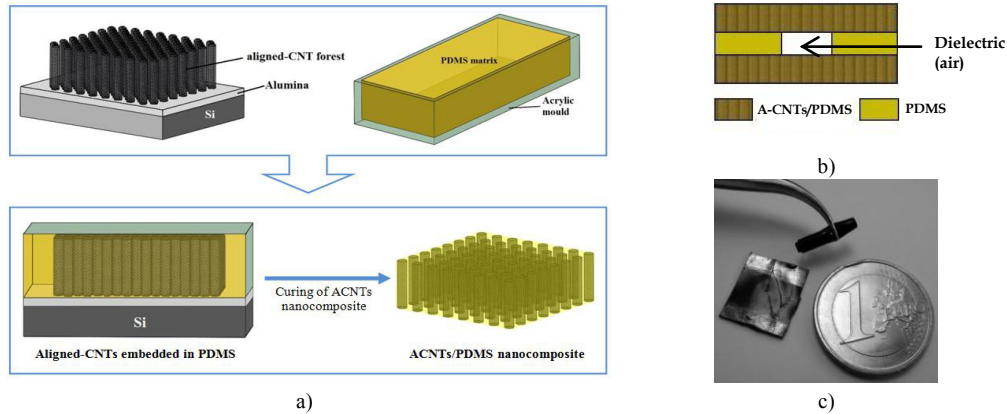 aligned-CNT forest
Alumina
Si
PDMS matrix
Acrylic
mould
Si
Aligned-CNTs embedded in PDMS
Curing of ACNTs
nanocomposite
ACNTs/PDMS nanocomposite
a)
Dielectric
(air)
A-CNTs/PDMS
PDMS
b)
1
c)